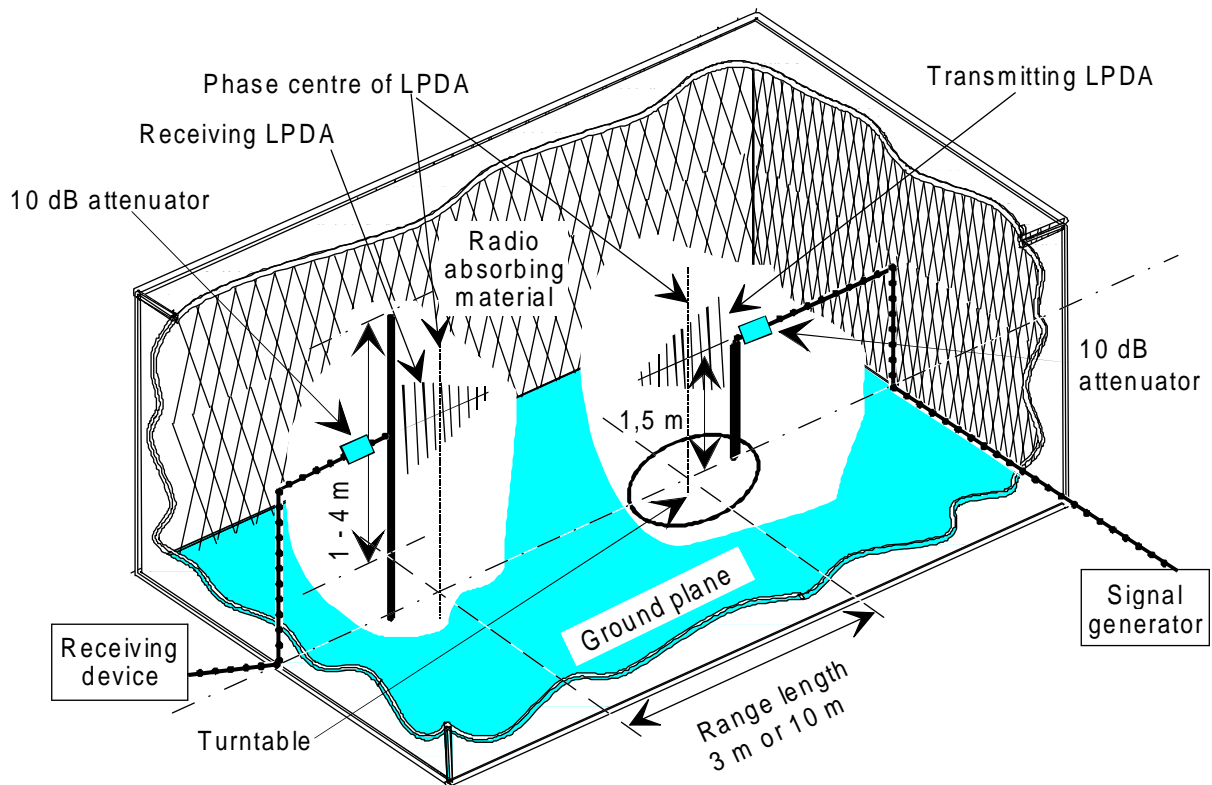 Phase centre of LPDA
Transmitting LPDA
Receiving LPDA
10 dB attenuator
Radio
absorbing
material
10 dB
attenuator
1,5 m
1 - 4 m
Ground plane
Signal
generator
Receiving
device
Range length
3 m or 10 m
Turntable